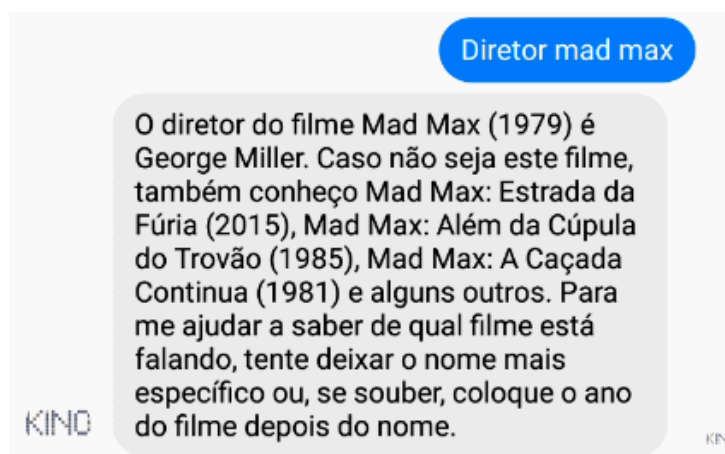 Diretor mad max
O diretor do filme Mad Max (1979) é
George Miller. Caso não seja este filme,
também conheço Mad Max: Estrada da
Fúria (2015), Mad Max: Além da Cúpula
do Trovão (1985), Mad Max: A Caçada
Continua (1981) e alguns outros. Para
me ajudar a saber de qual filme está
falando, tente deixar o nome mais
específico ou, se souber, coloque o ano
do filme depois do nome.
KINO